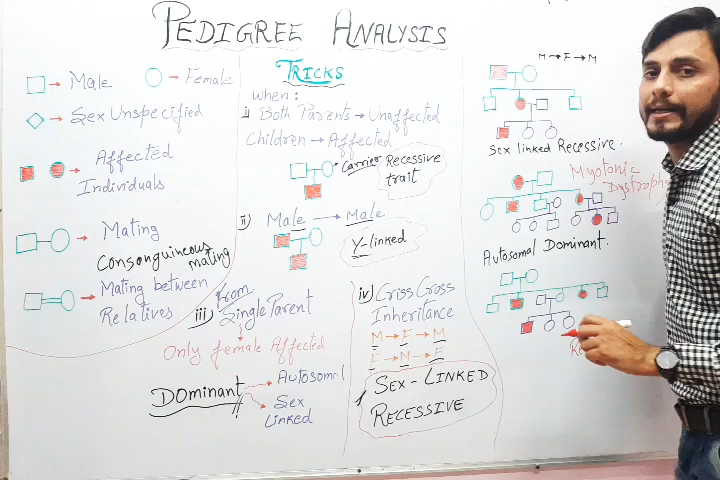 PEDIGREE ANALYSIS
Male
Female
Sex Unspecified
Affected
Individuals
Mating
Consonguineous
mating
Mating between
Relatives
TRICKS
when:
i) Both Parents → Unaffected
Children → Affected
Carrier Recessive
trait
ii) Male → Male
Y-linked
iii) from
Single Parent
Only female Affected
DOminant
Autosomal
Sex
Linked
iv) Criss Cross
Inheritance
M → F → M
F → M → F
SEX-LINKED
RECESSIVE
M → F → M
Sex linked Recessive.
Myotonic
Dystrophy
Autosomal Dominant.